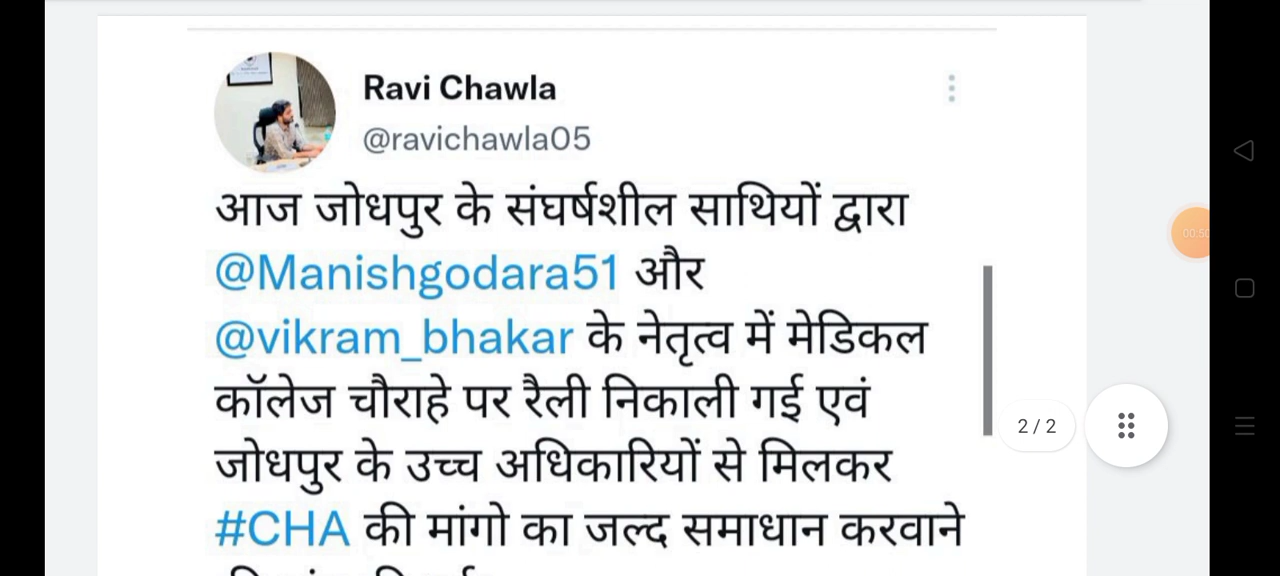 Ravi Chawla
@ravichawla05
आज जोधपुर के संघर्षशील साथियों द्वारा
@Manishgodara51 और
@vikram_bhakar के नेतृत्व में मेडिकल
कॉलेज चौराहे पर रैली निकाली गई एवं
जोधपुर के उच्च अधिकारियों से मिलकर
#CHA की मांगो का जल्द समाधान करवाने
2 / 2